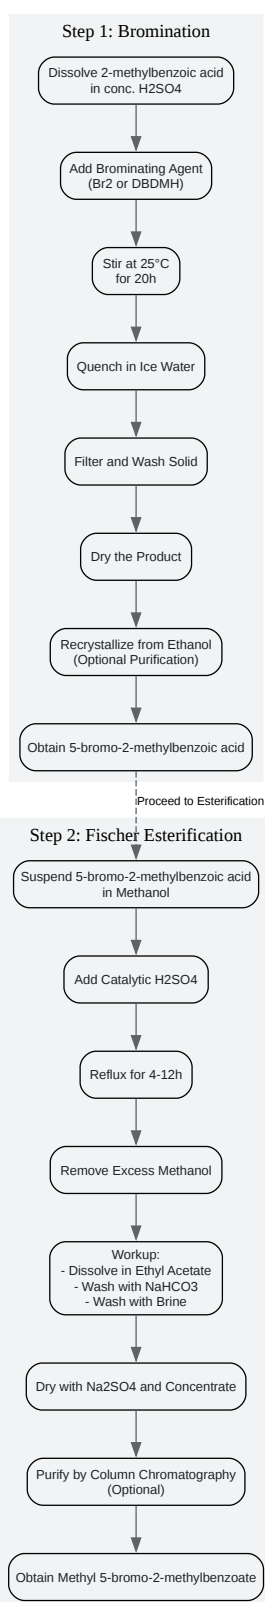 Step 1: Bromination
Dissolve 2-methylbenzoic acid
in conc. H2SO4
Add Brominating Agent
(Br2 or DBDMH)
Stir at 25°C
for 20h
Quench in Ice Water
Filter and Wash Solid
Dry the Product
Recrystallize from Ethanol
(Optional Purification)
Obtain 5-bromo-2-methylbenzoic acid
Proceed to Esterification
Step 2: Fischer Esterification
Suspend 5-bromo-2-methylbenzoic acid
in Methanol
Add Catalytic H2SO4
Reflux for 4-12h
Remove Excess Methanol
Workup:
- Dissolve in Ethyl Acetate
- Wash with NaHCO3
- Wash with Brine
Dry with Na2SO4 and Concentrate
Purify by Column Chromatography
(Optional)
Obtain Methyl 5-bromo-2-methylbenzoate